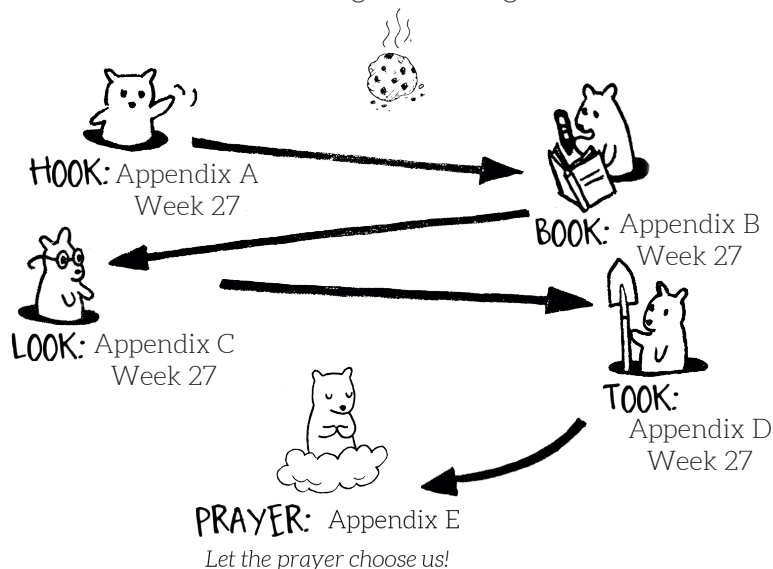 HOOK: Appendix A
Week 27
BOOK: Appendix B
Week 27
LOOK: Appendix C
Week 27
TOOK:
Appendix D
Week 27
PRAYER: Appendix E
Let the prayer choose us!